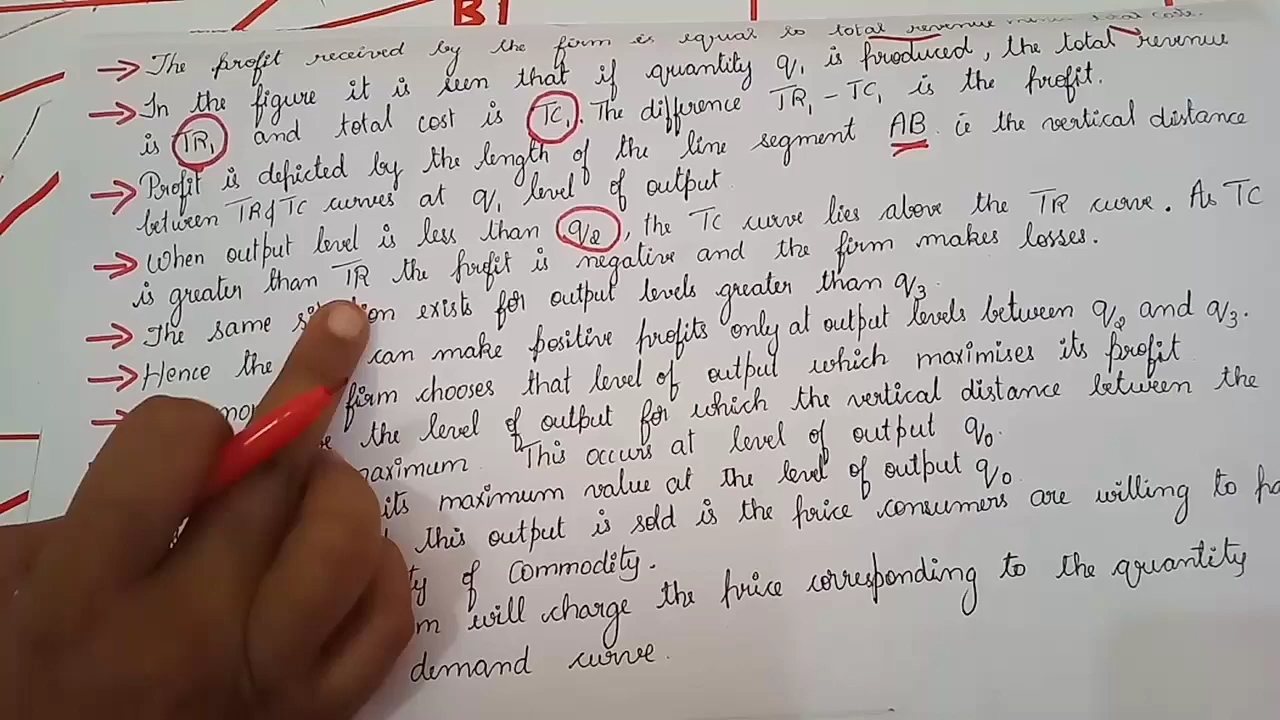 B1
→ The profit received by the firm is equal to total revenue minus total cost.
→ In the figure it is seen that if quantity q₁ is produced, the total revenue
is TR₁ and total cost is TC₁. The difference TR₁ - TC₁ is the profit.
→ Profit is depicted by the length of the line segment AB ie the vertical distance
between TR & TC curves at q₁ level of output.
→ When output level is less than q₂, the TC curve lies above the TR curve. As TC
is greater than TR the profit is negative and the firm makes losses.
→ The same exists for output levels greater than q₃.
→ Hence the can make positive profits only at output levels between q₂ and q₃.
firm chooses that level of output which maximises its profit
the level of output for which the vertical distance between the
maximum. This occurs at level of output q₀.
its maximum value at the level of output q₀
this output is sold is the price consumers are willing to
of commodity.
will charge the price corresponding to the quantity
demand curve.